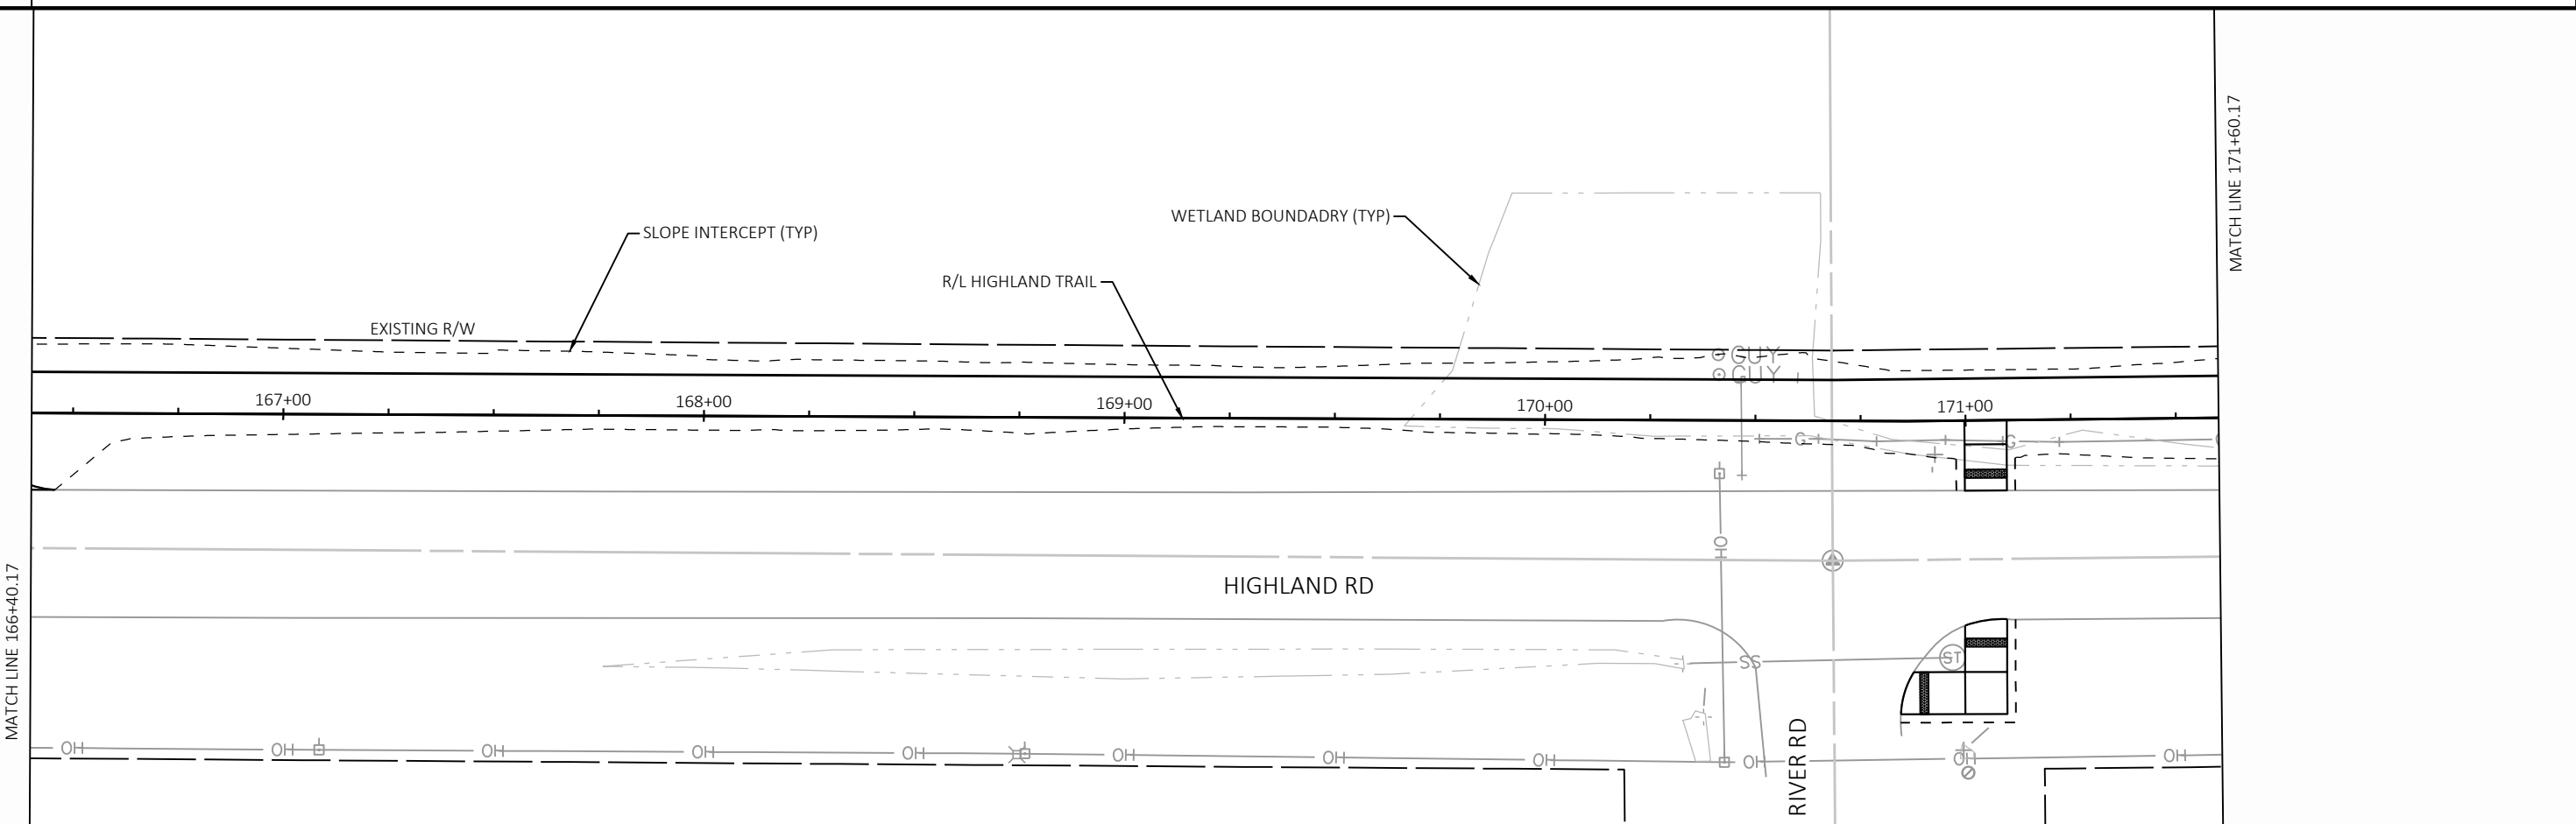 MATCH LINE 171+60.17
WETLAND BOUNDADRY (TYP)
SLOPE INTERCEPT (TYP)
R/L HIGHLAND TRAIL
EXISTING R/W
GUY
GUY
167+00
168+00
169+00
170+00
171+00
G
G
OH
HIGHLAND RD
MATCH LINE 166+40.17
SS
ST
RIVER RD
OH
OH
OH
OH
OH
OH
OH
OH
OH
OH
OH